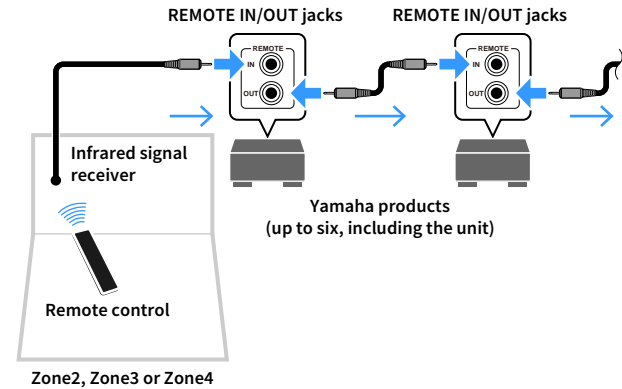 REMOTE IN/OUT jacks
REMOTE IN/OUT jacks
REMOTE
IN
OUT
REMOTE
IN
OUT
Infrared signal
receiver
Yamaha products
(up to six, including the unit)
Remote control
Zone2, Zone3 or Zone4